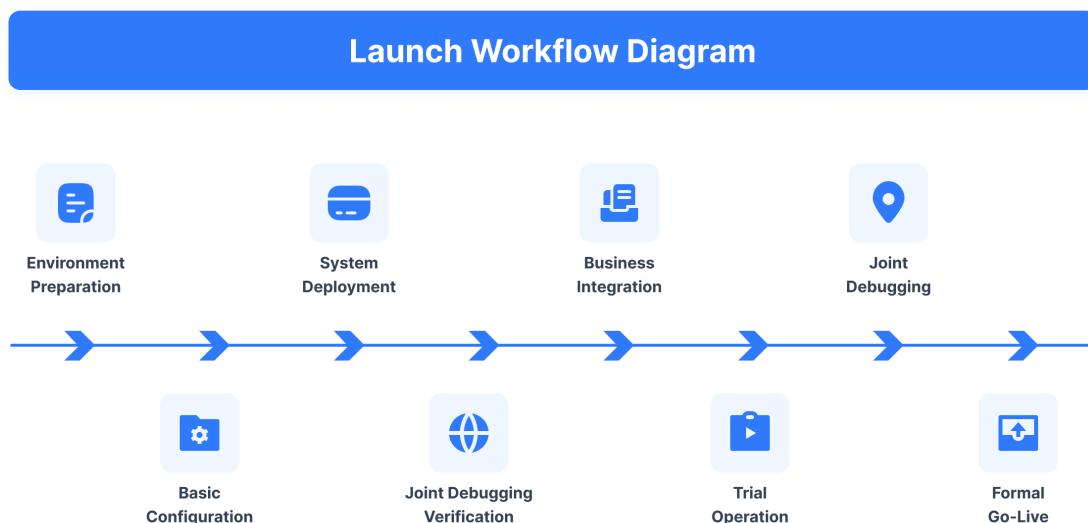 Launch Workflow Diagram
Environment
Preparation
System
Deployment
Business
Integration
Joint
Debugging
Basic
Configuration
Joint Debugging
Verification
Trial
Operation
Formal
Go-Live